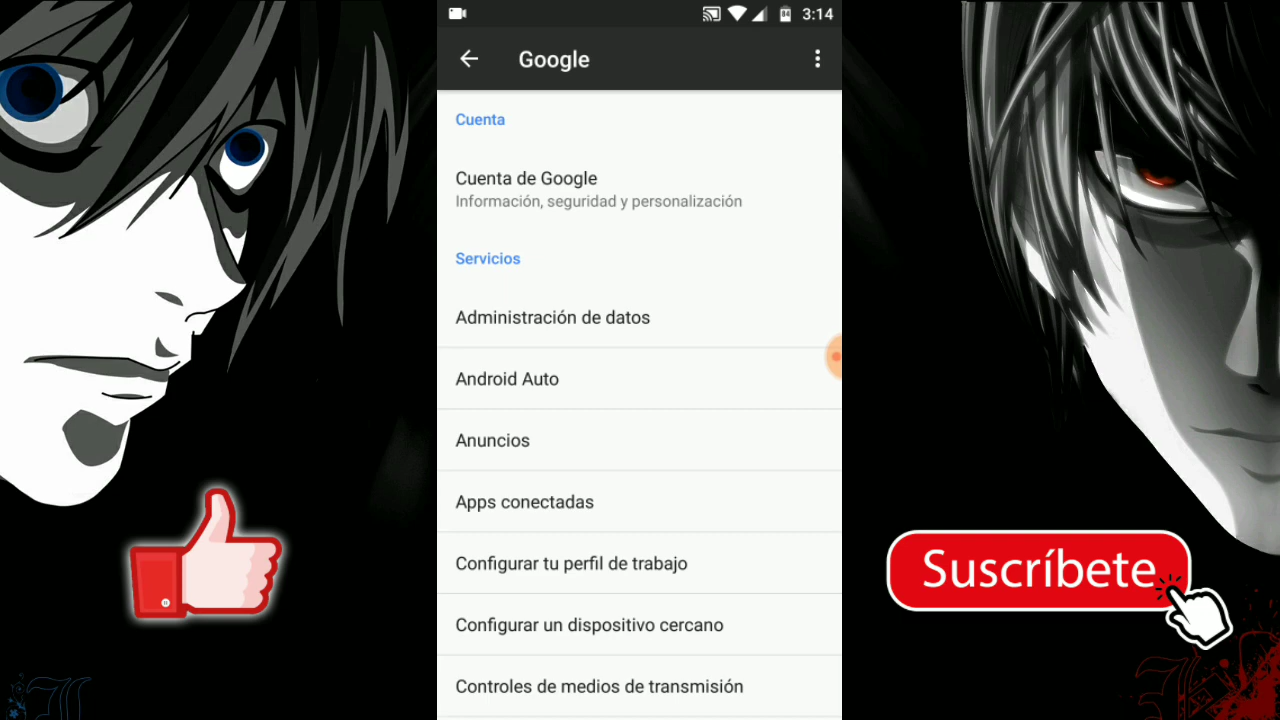 3:14
Google
Cuenta
Cuenta de Google
Información, seguridad y personalización
Servicios
Administración de datos
Android Auto
Anuncios
Apps conectadas
Configurar tu perfil de trabajo
Configurar un dispositivo cercano
Controles de medios de transmisión
Suscríbete